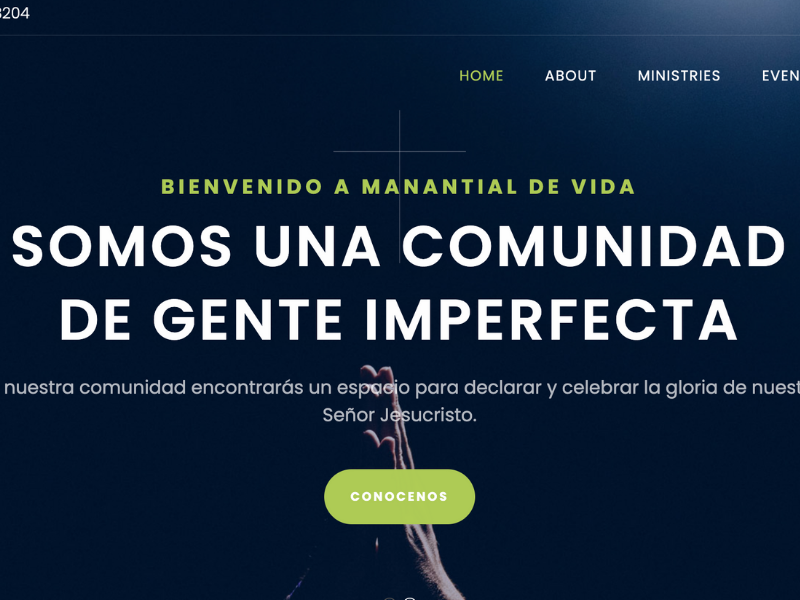 3204
HOME ABOUT MINISTRIES EVEN
BIENVENIDO A MANANTIAL DE VIDA
SOMOS UNA COMUNIDAD
DE GENTE IMPERFECTA
nuestra comunidad encontrarás un espacio para declarar y celebrar la gloria de nuest
Señor Jesucristo.
CONOCENOS